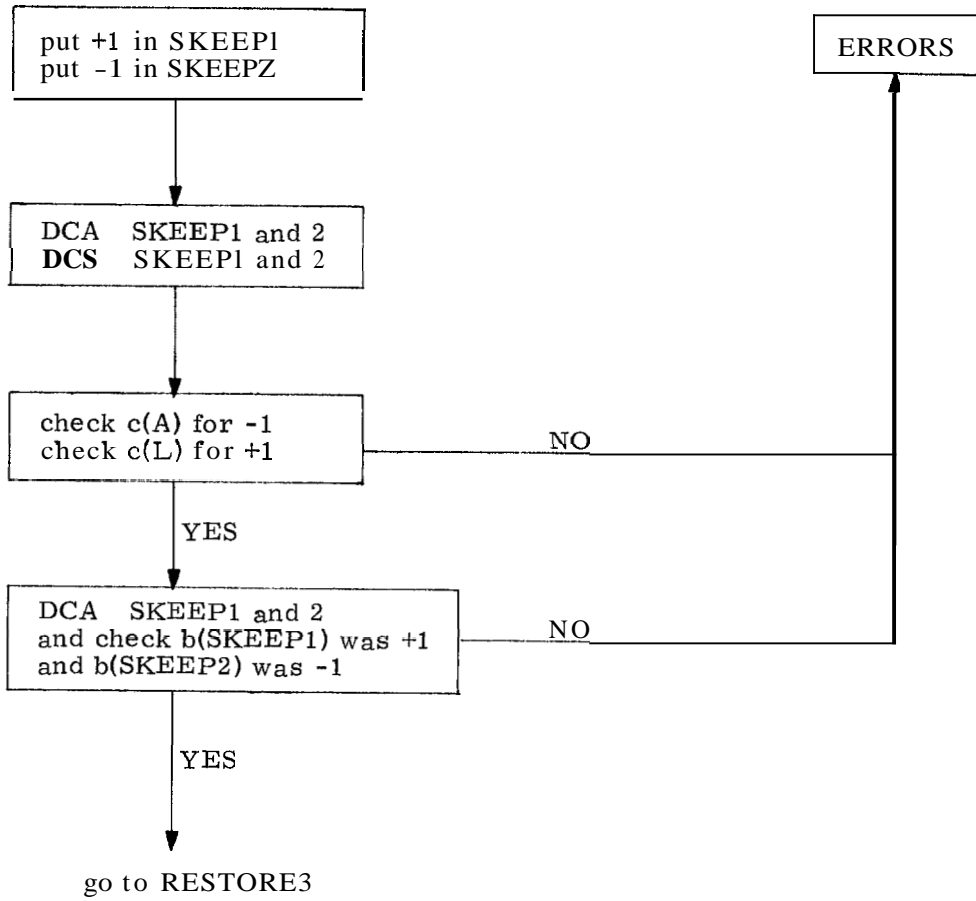 put +1 in SKEEP1
put -1 in SKEEPZ
ERRORS
DCA SKEEP1 and 2
DCS SKEEP1 and 2
check c(A) for -1
check c(L) for +1
NO
YES
DCA SKEEP1 and 2
and check b(SKEEP1) was +1
and b(SKEEP2) was -1
NO
YES
go to RESTORE3